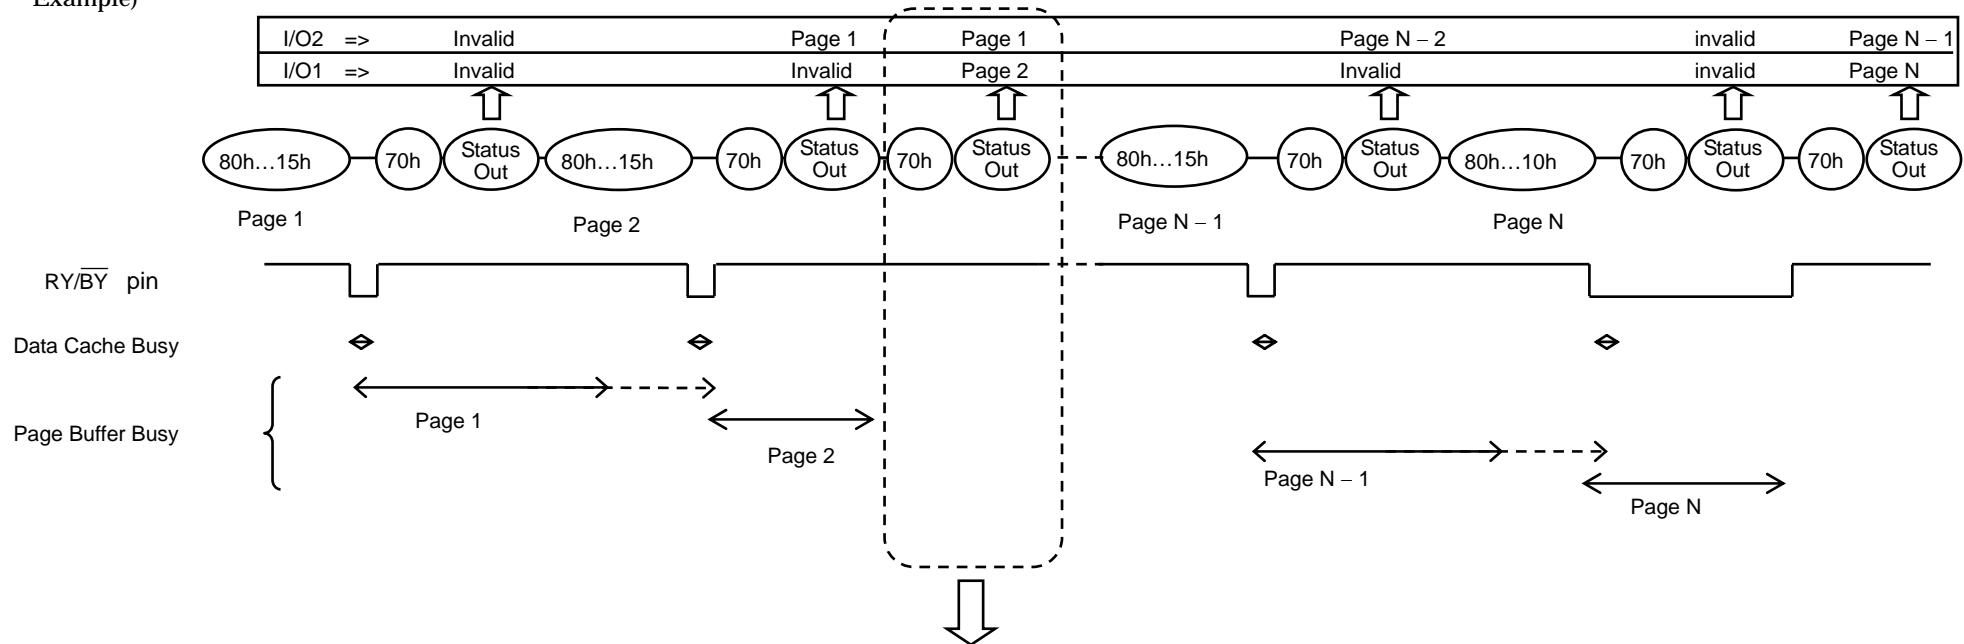 Example)
I/O2 => Invalid Page 1 Page 1 Page N – 2 invalid Page N – 1
I/O1 => Invalid Invalid Page 2 Invalid invalid Page N
80h…15h 70h Status Out 80h…15h 70h Status Out 70h Status Out 80h…15h 70h Status Out 80h…10h 70h Status Out 70h Status Out
Page 1 Page 2 Page N – 1 Page N
RY/BY pin
Data Cache Busy
Page 1
Page Buffer Busy
Page 2
Page N – 1
Page N